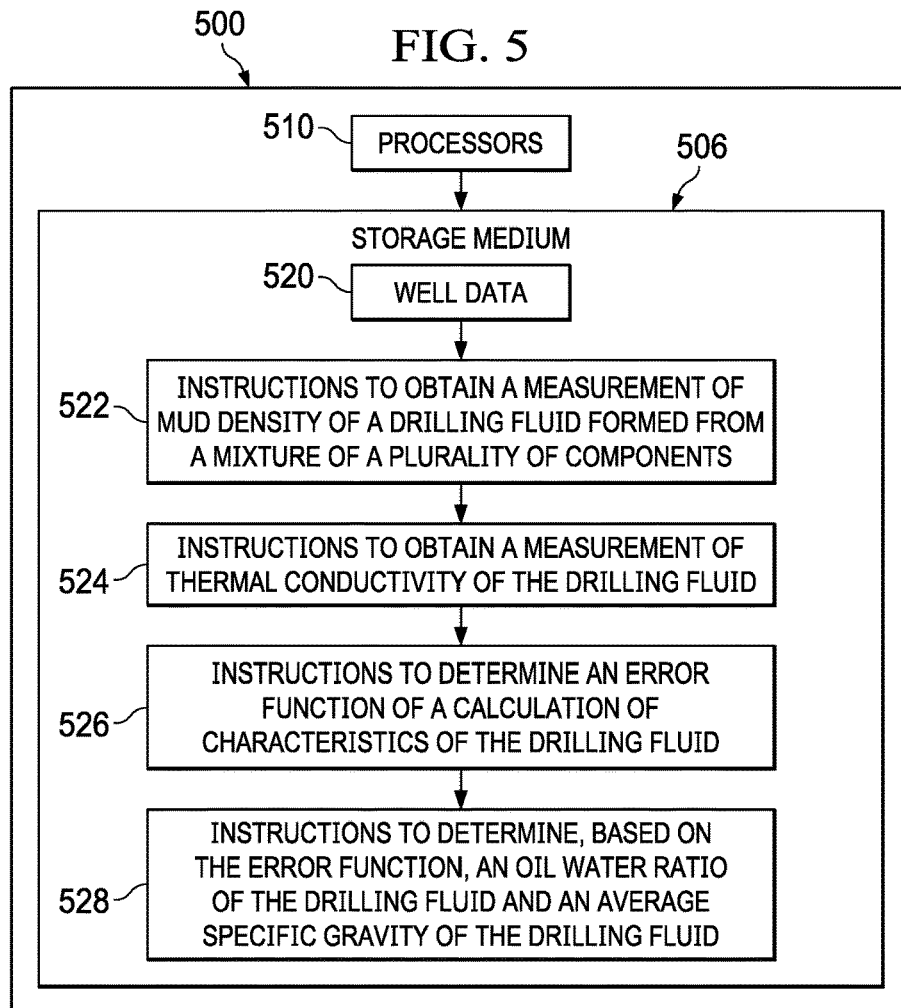 500
FIG. 5
510
PROCESSORS
506
STORAGE MEDIUM
520
WELL DATA
522
INSTRUCTIONS TO OBTAIN A MEASUREMENT OF
MUD DENSITY OF A DRILLING FLUID FORMED FROM
A MIXTURE OF A PLURALITY OF COMPONENTS
524
INSTRUCTIONS TO OBTAIN A MEASUREMENT OF
THERMAL CONDUCTIVITY OF THE DRILLING FLUID
526
INSTRUCTIONS TO DETERMINE AN ERROR
FUNCTION OF A CALCULATION OF
CHARACTERISTICS OF THE DRILLING FLUID
528
INSTRUCTIONS TO DETERMINE, BASED ON
THE ERROR FUNCTION, AN OIL WATER RATIO
OF THE DRILLING FLUID AND AN AVERAGE
SPECIFIC GRAVITY OF THE DRILLING FLUID